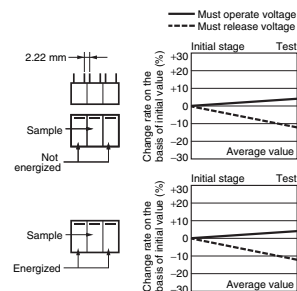 Must operate voltage
Must release voltage
2.22 mm
Sample
Not
energized
Change rate on the
basis of initial value (%)
Initial stage Test
+30
+20
+10
0
−10
−20
−30
Average value
Sample
Energized
Change rate on the
basis of initial value (%)
Initial stage Test
+30
+20
+10
0
−10
−20
−30
Average value